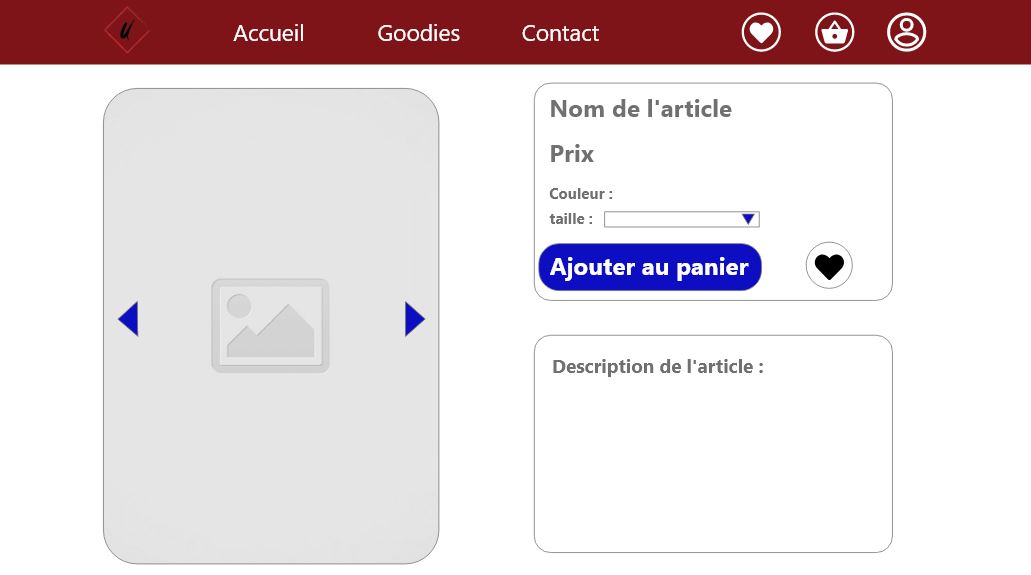 u
Accueil
Goodies
Contact
Nom de l'article
Prix
Couleur :
taille :
Ajouter au panier
Description de l'article :